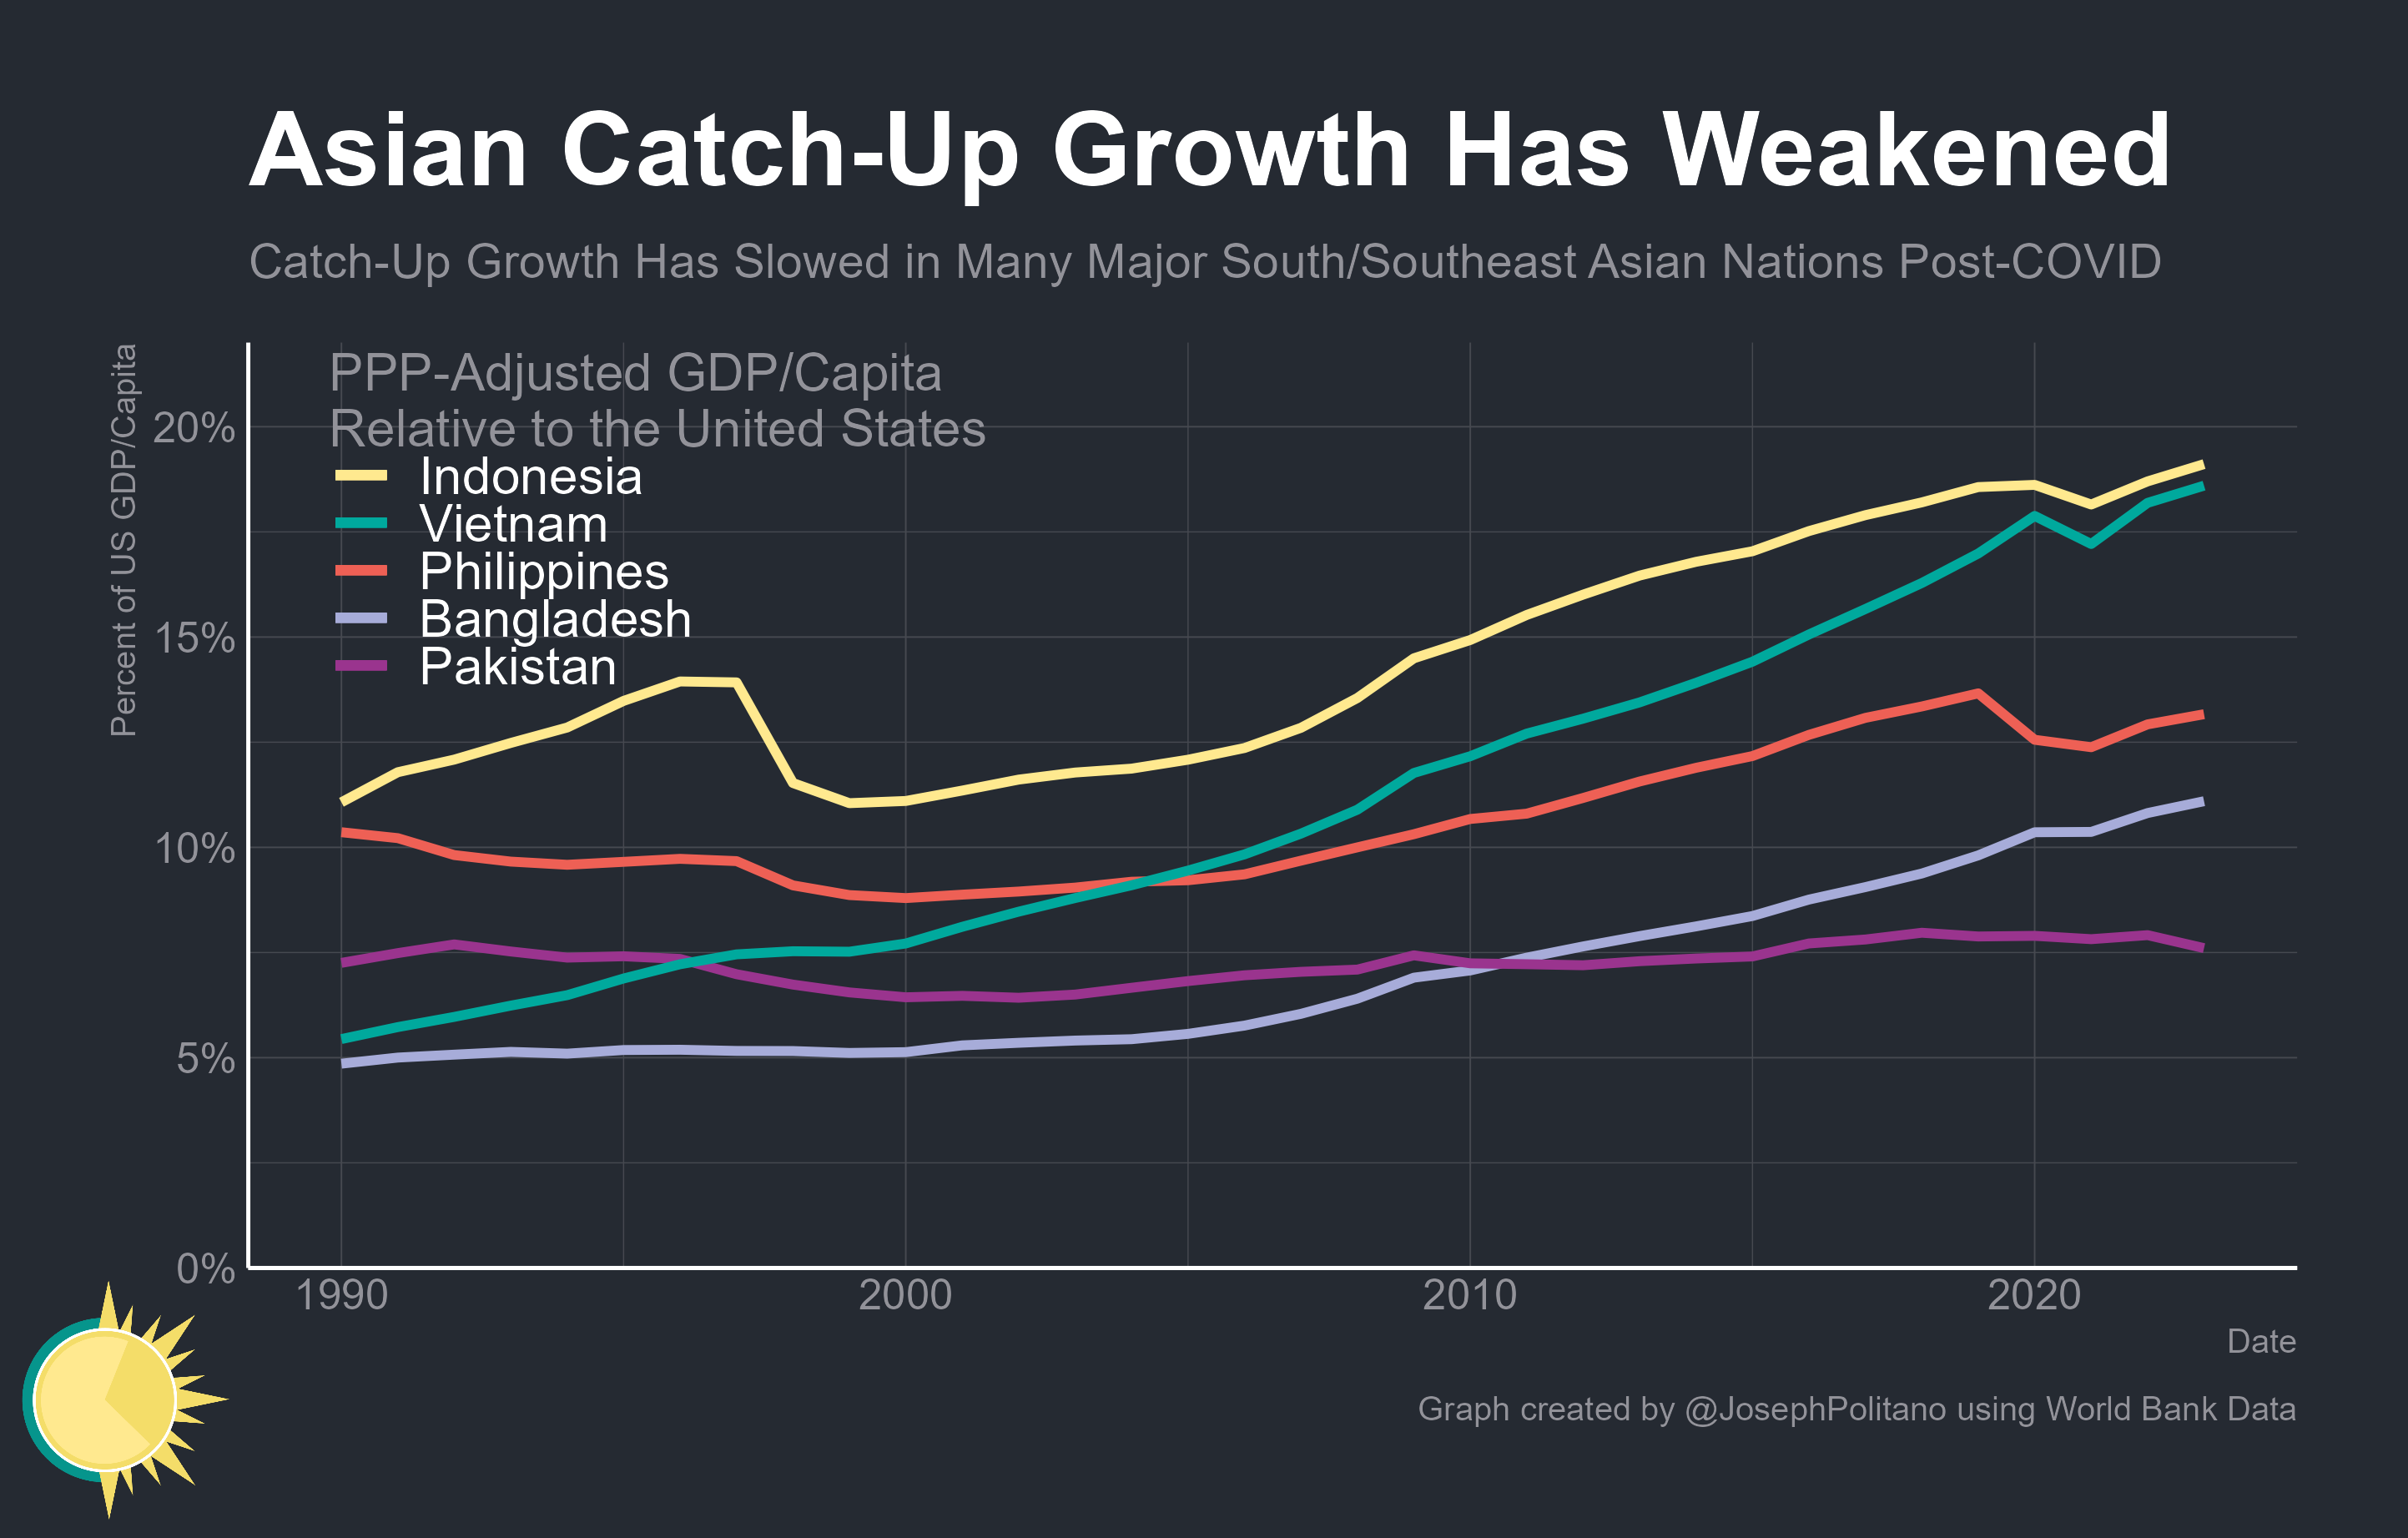 Asian Catch-Up Growth Has Weakened
Catch-Up Growth Has Slowed in Many Major South/Southeast Asian Nations Post-COVID
Percent of US GDP/Capita
PPP-Adjusted GDP/Capita
Relative to the United States
Indonesia
Vietnam
Philippines
Bangladesh
Pakistan
20%
15%
10%
5%
0%
1990 2000 2010 2020
Date
Graph created by @JosephPolitano using World Bank Data